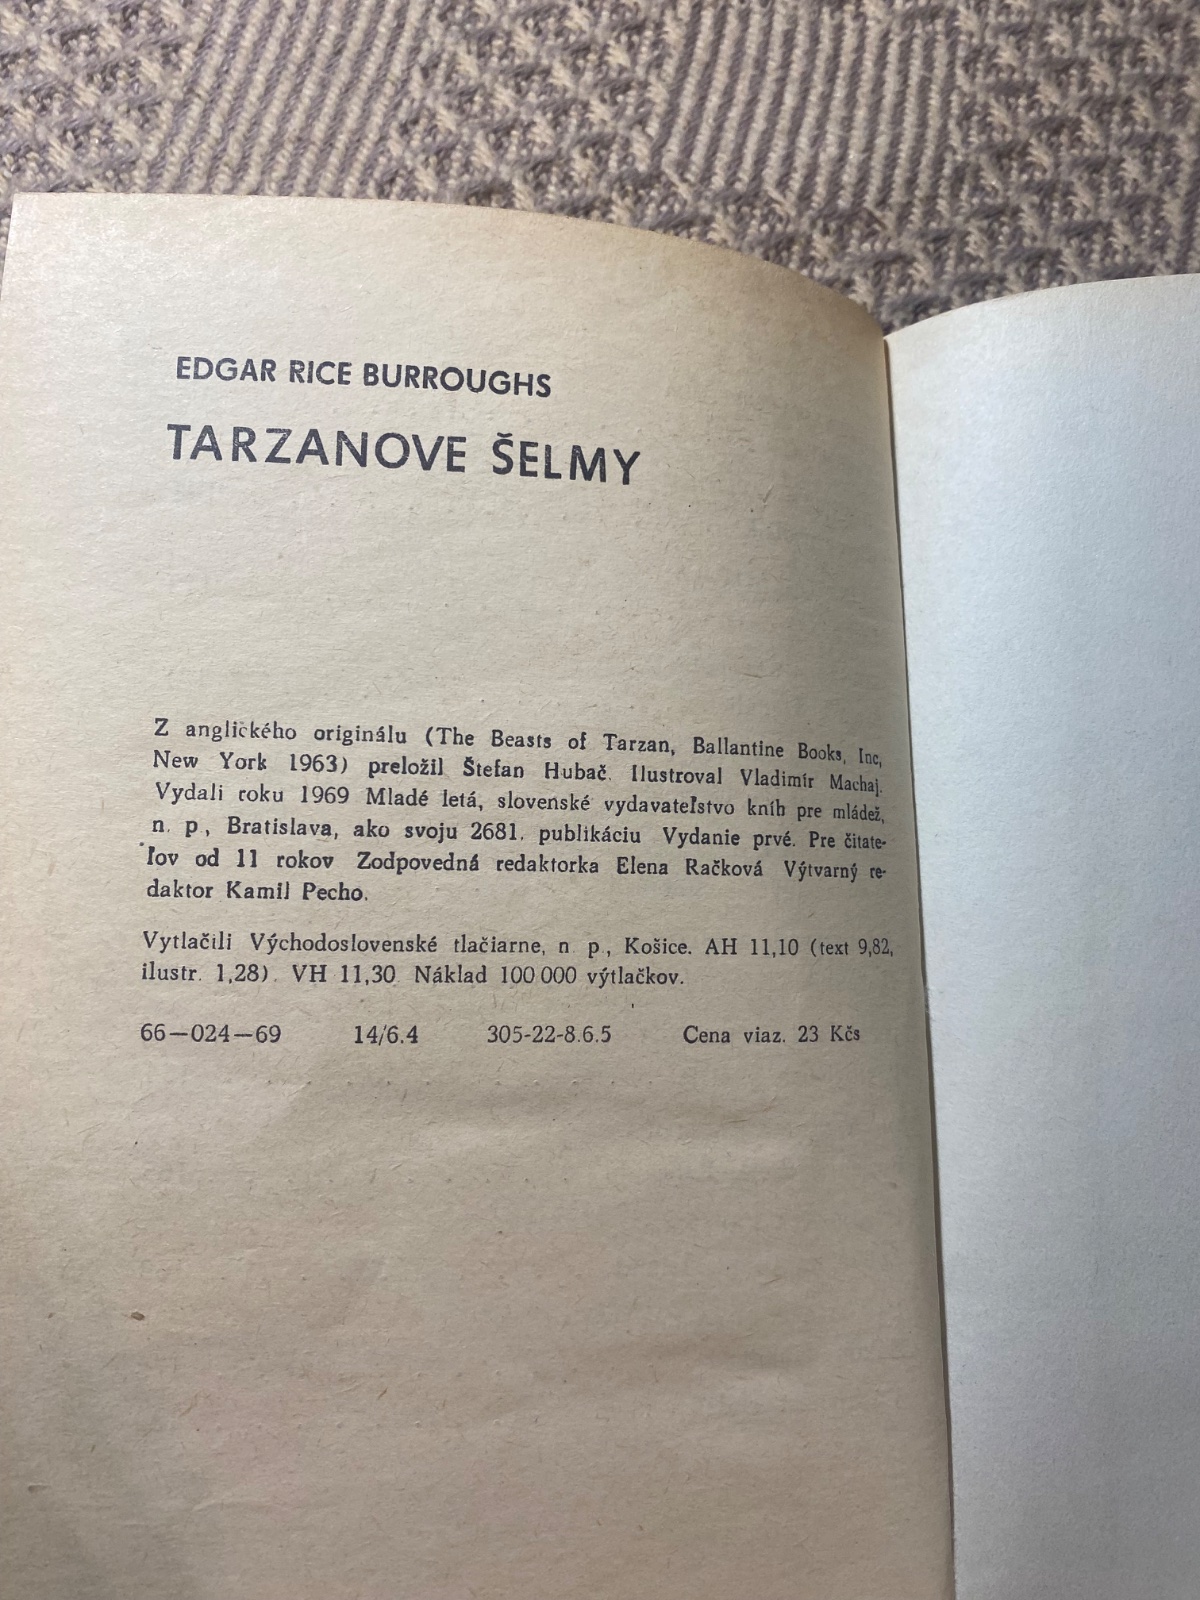 EDGAR RICE BURROUGHS
TARZANOVE ŠELMY
Z anglického originálu (The Beasts of Tarzan, Ballantine Books, Inc,
New York 1963) preložil Štefan Hubač. Ilustroval Vladimír Machaj.
Vydali roku 1969 Mladé letá, slovenské vydavateľstvo kníh pre mládež,
n. p., Bratislava, ako svoju 2681. publikáciu Vydanie prvé. Pre čitate-
ľov od 11 rokov Zodpovedná redaktorka Elena Račková Výtvarný re-
daktor Kamil Pecho.
Vytlačili Východoslovenské tlačiarne, n p., Košice. AH 11,10 (text 9,82,
ilustr. 1,28). VH 11,30 Náklad 100 000 výtlačkov.
66—024—69 14/6.4 305-22-8.6.5 Cena viaz. 23 Kčs